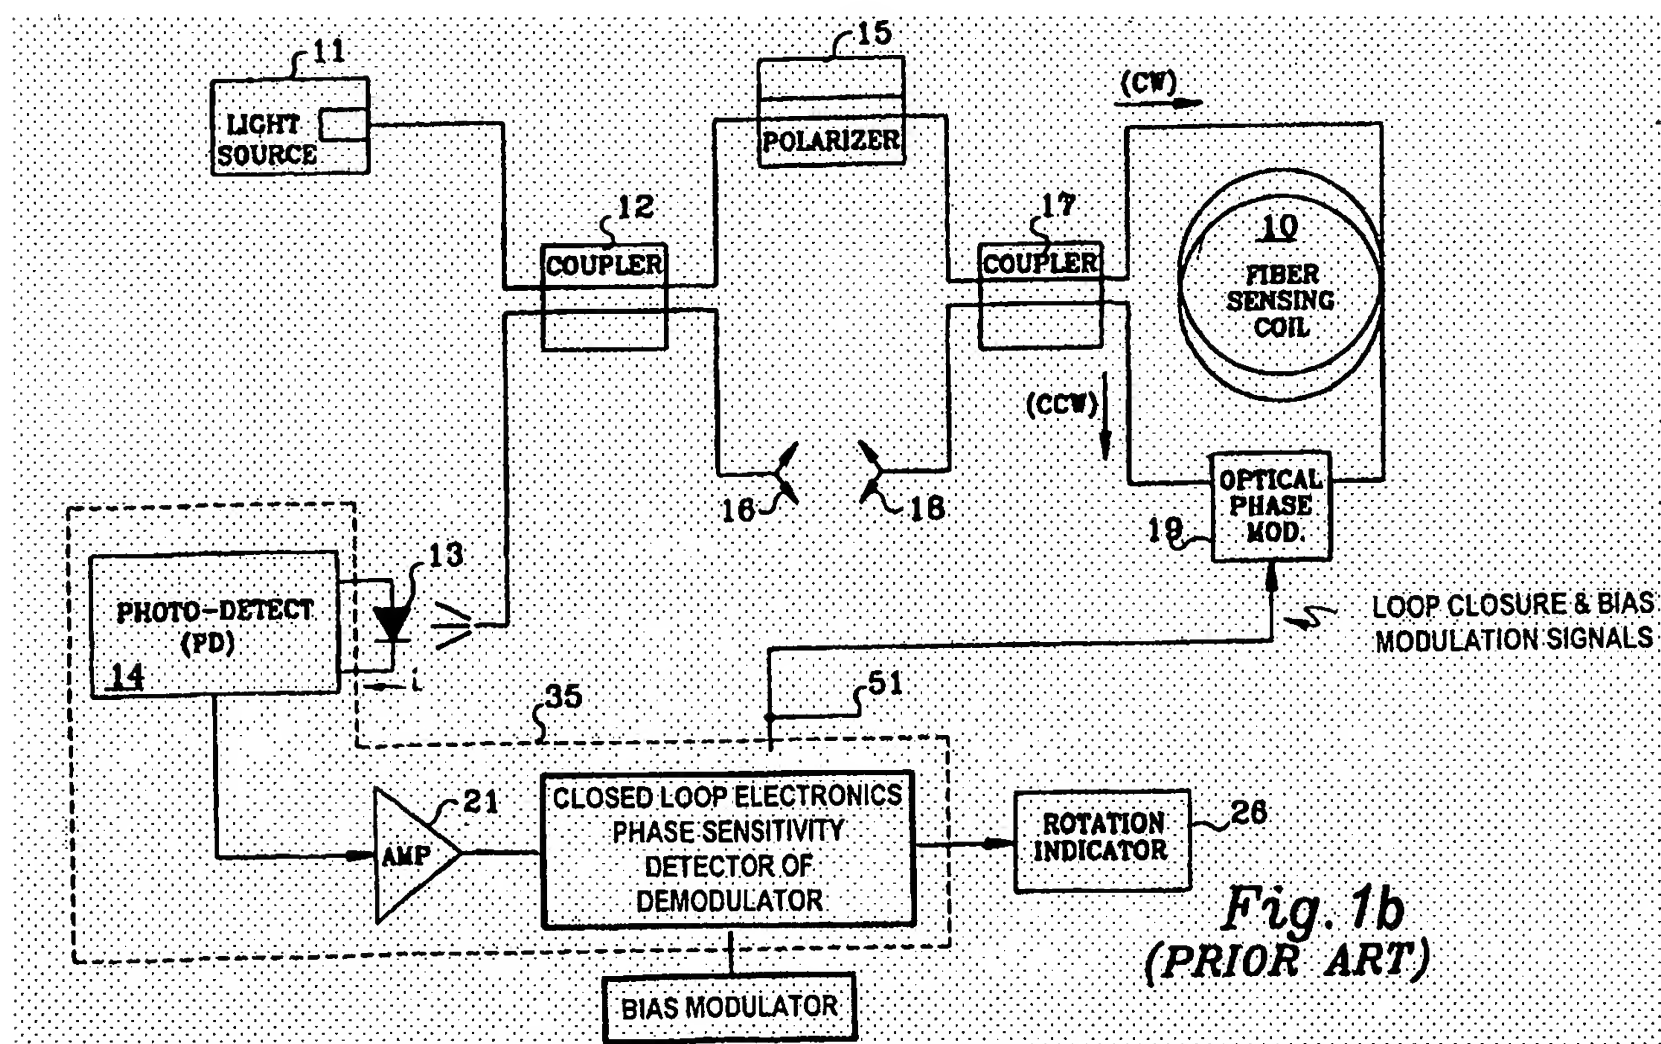 11
LIGHT
SOURCE
15
POLARIZER
(CW)
12
COUPLER
17
COUPLER
10
FIBER
SENSING
COIL
(CCW)
16
18
OPTICAL
PHASE
MOD.
19
13
PHOTO-DETECT
(PD)
14
i
LOOP CLOSURE & BIAS
MODULATION SIGNALS
35
51
21
AMP
CLOSED LOOP ELECTRONICS
PHASE SENSITIVITY
DETECTOR OF
DEMODULATOR
ROTATION
INDICATOR
26
BIAS MODULATOR
Fig. 1b
(PRIOR ART)